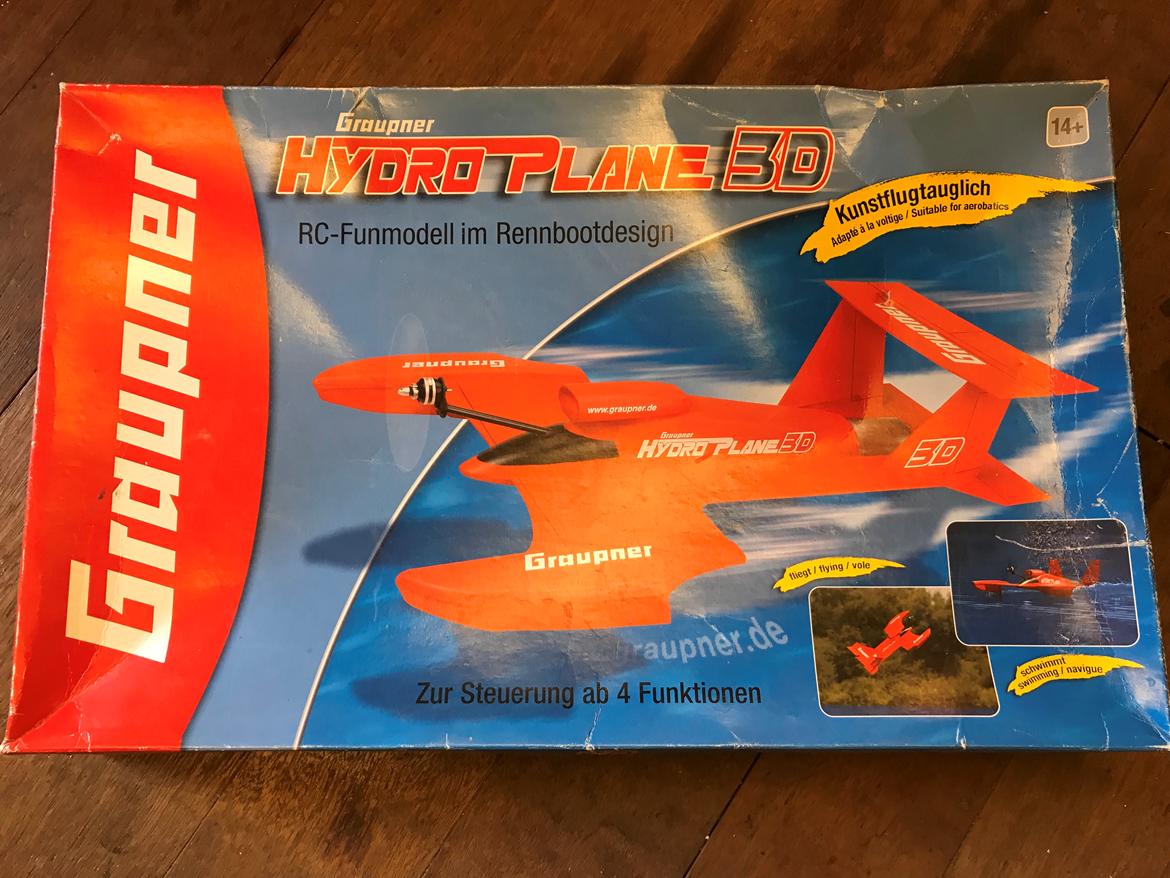 Graupner
Graupner
HYDRO PLANE 3D
14+
RC-Funmodell im Rennbootdesign
Kunstflugtauglich
Adapté à la voltige / Suitable for aerobatics
Graupner
Graupner
www.graupner.de
Graupner
HYDRO PLANE 3D
3D
Graupner
fliegt / flying / vole
raupner.de
schwimmt
swimming / navigue
Zur Steuerung ab 4 Funktionen